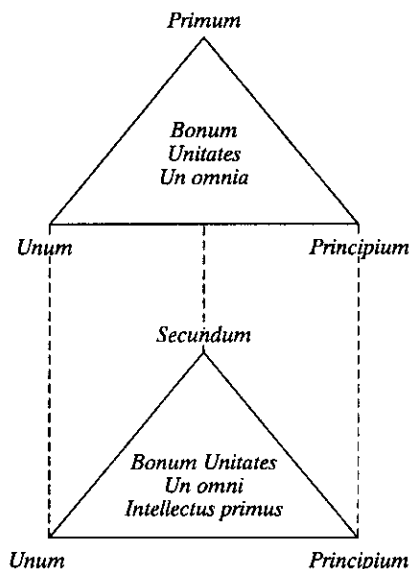 Primum
Bonum
Unitates
Un omnia
Unum Principium
Secundum
Bonum Unitates
Un omni
Intellectus primus
Unum Principium